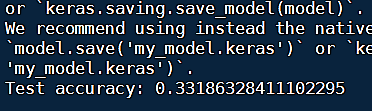 or `keras.saving.save_model(model)`.
We recommend using instead the native
`model.save('my_model.keras')` or `ke
'my_model.keras')`.
Test accuracy: 0.33186328411102295